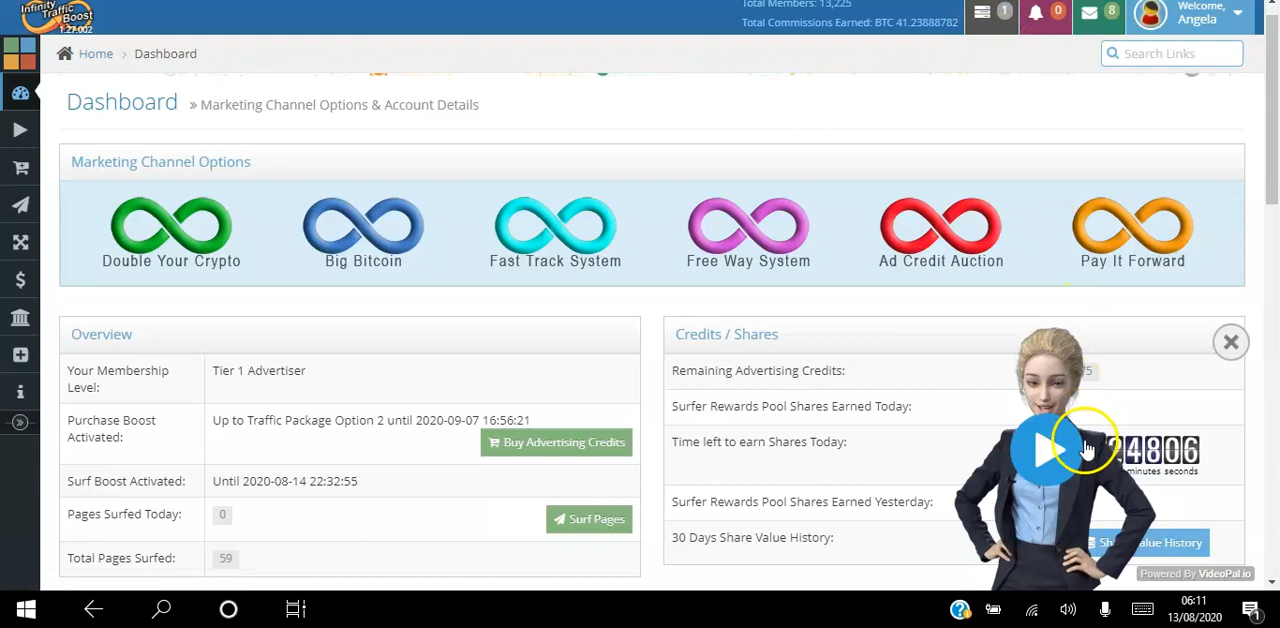 Infinity
Traffic
Boost
1.27-002
Total Members: 13,225
Total Commissions Earned: BTC 41.23888782
1
0
8
Welcome,
Angela
Home > Dashboard
Search Links
Dashboard » Marketing Channel Options & Account Details
Marketing Channel Options
Double Your Crypto
Big Bitcoin
Fast Track System
Free Way System
Ad Credit Auction
Pay It Forward
Overview
Your Membership
Level:
Tier 1 Advertiser
Purchase Boost
Activated:
Up to Traffic Package Option 2 until 2020-09-07 16:56:21
Buy Advertising Credits
Surf Boost Activated:
Until 2020-08-14 22:32:55
Pages Surfed Today:
0
Surf Pages
Total Pages Surfed:
59
Credits / Shares
Remaining Advertising Credits:
Surfer Rewards Pool Shares Earned Today:
Time left to earn Shares Today:
4806
minutes seconds
Surfer Rewards Pool Shares Earned Yesterday:
30 Days Share Value History:
Value History
Powered By VideoPal.io
06:11
13/08/2020
1